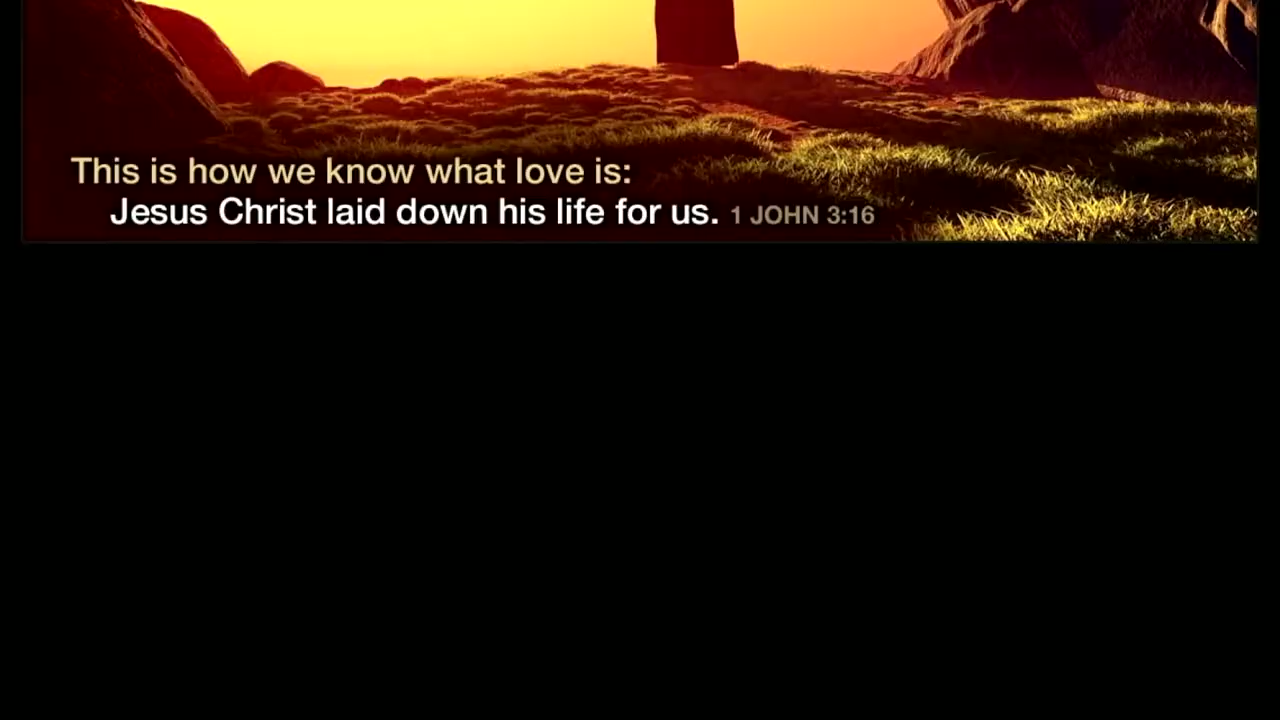 This is how we know what love is:
Jesus Christ laid down his life for us. 1 JOHN 3:16